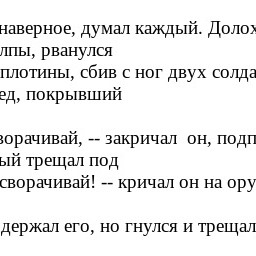 наверное, думал каждый. Долох
лпы, рванулся
плотины, сбив с ног двух солда
ед, покрывший
ворачивай, -- закричал он, подп
ый трещал под
сворачивай! -- кричал он на ору
держал его, но гнулся и трещал